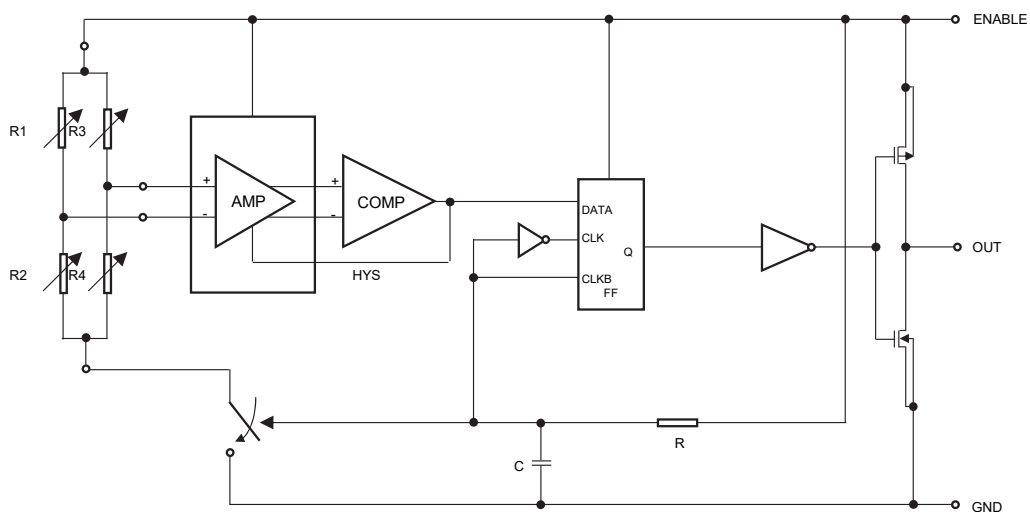 ENABLE
R1 R3
+ +
AMP COMP
- -
HYS
DATA
CLK
Q
CLKB
FF
OUT
R2 R4
R
C
GND